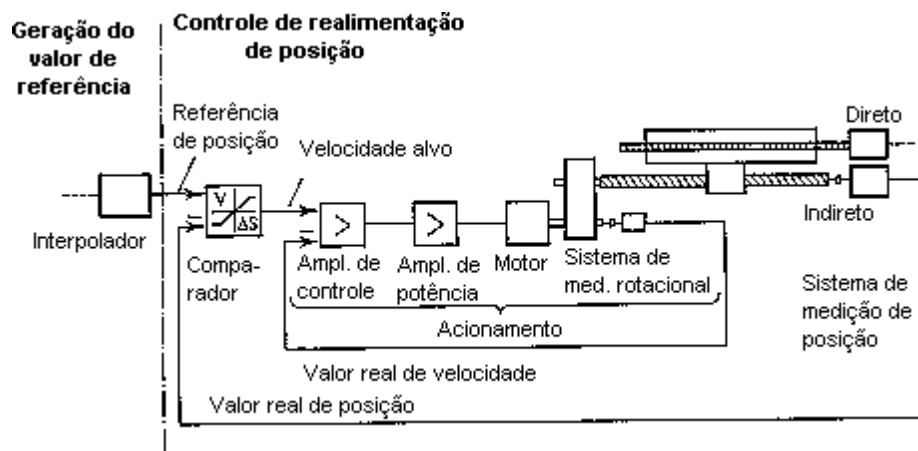 Geração do
valor de
referência
Controle de realimentação
de posição
Referência
de posição
Velocidade alvo
Direto
Indireto
Interpolador
V
ΔS
Compa-
rador
Ampl. de
controle
Ampl. de
potência
Motor
Sistema de
med. rotacional
Sistema de
medição de
posição
Acionamento
Valor real de velocidade
Valor real de posição